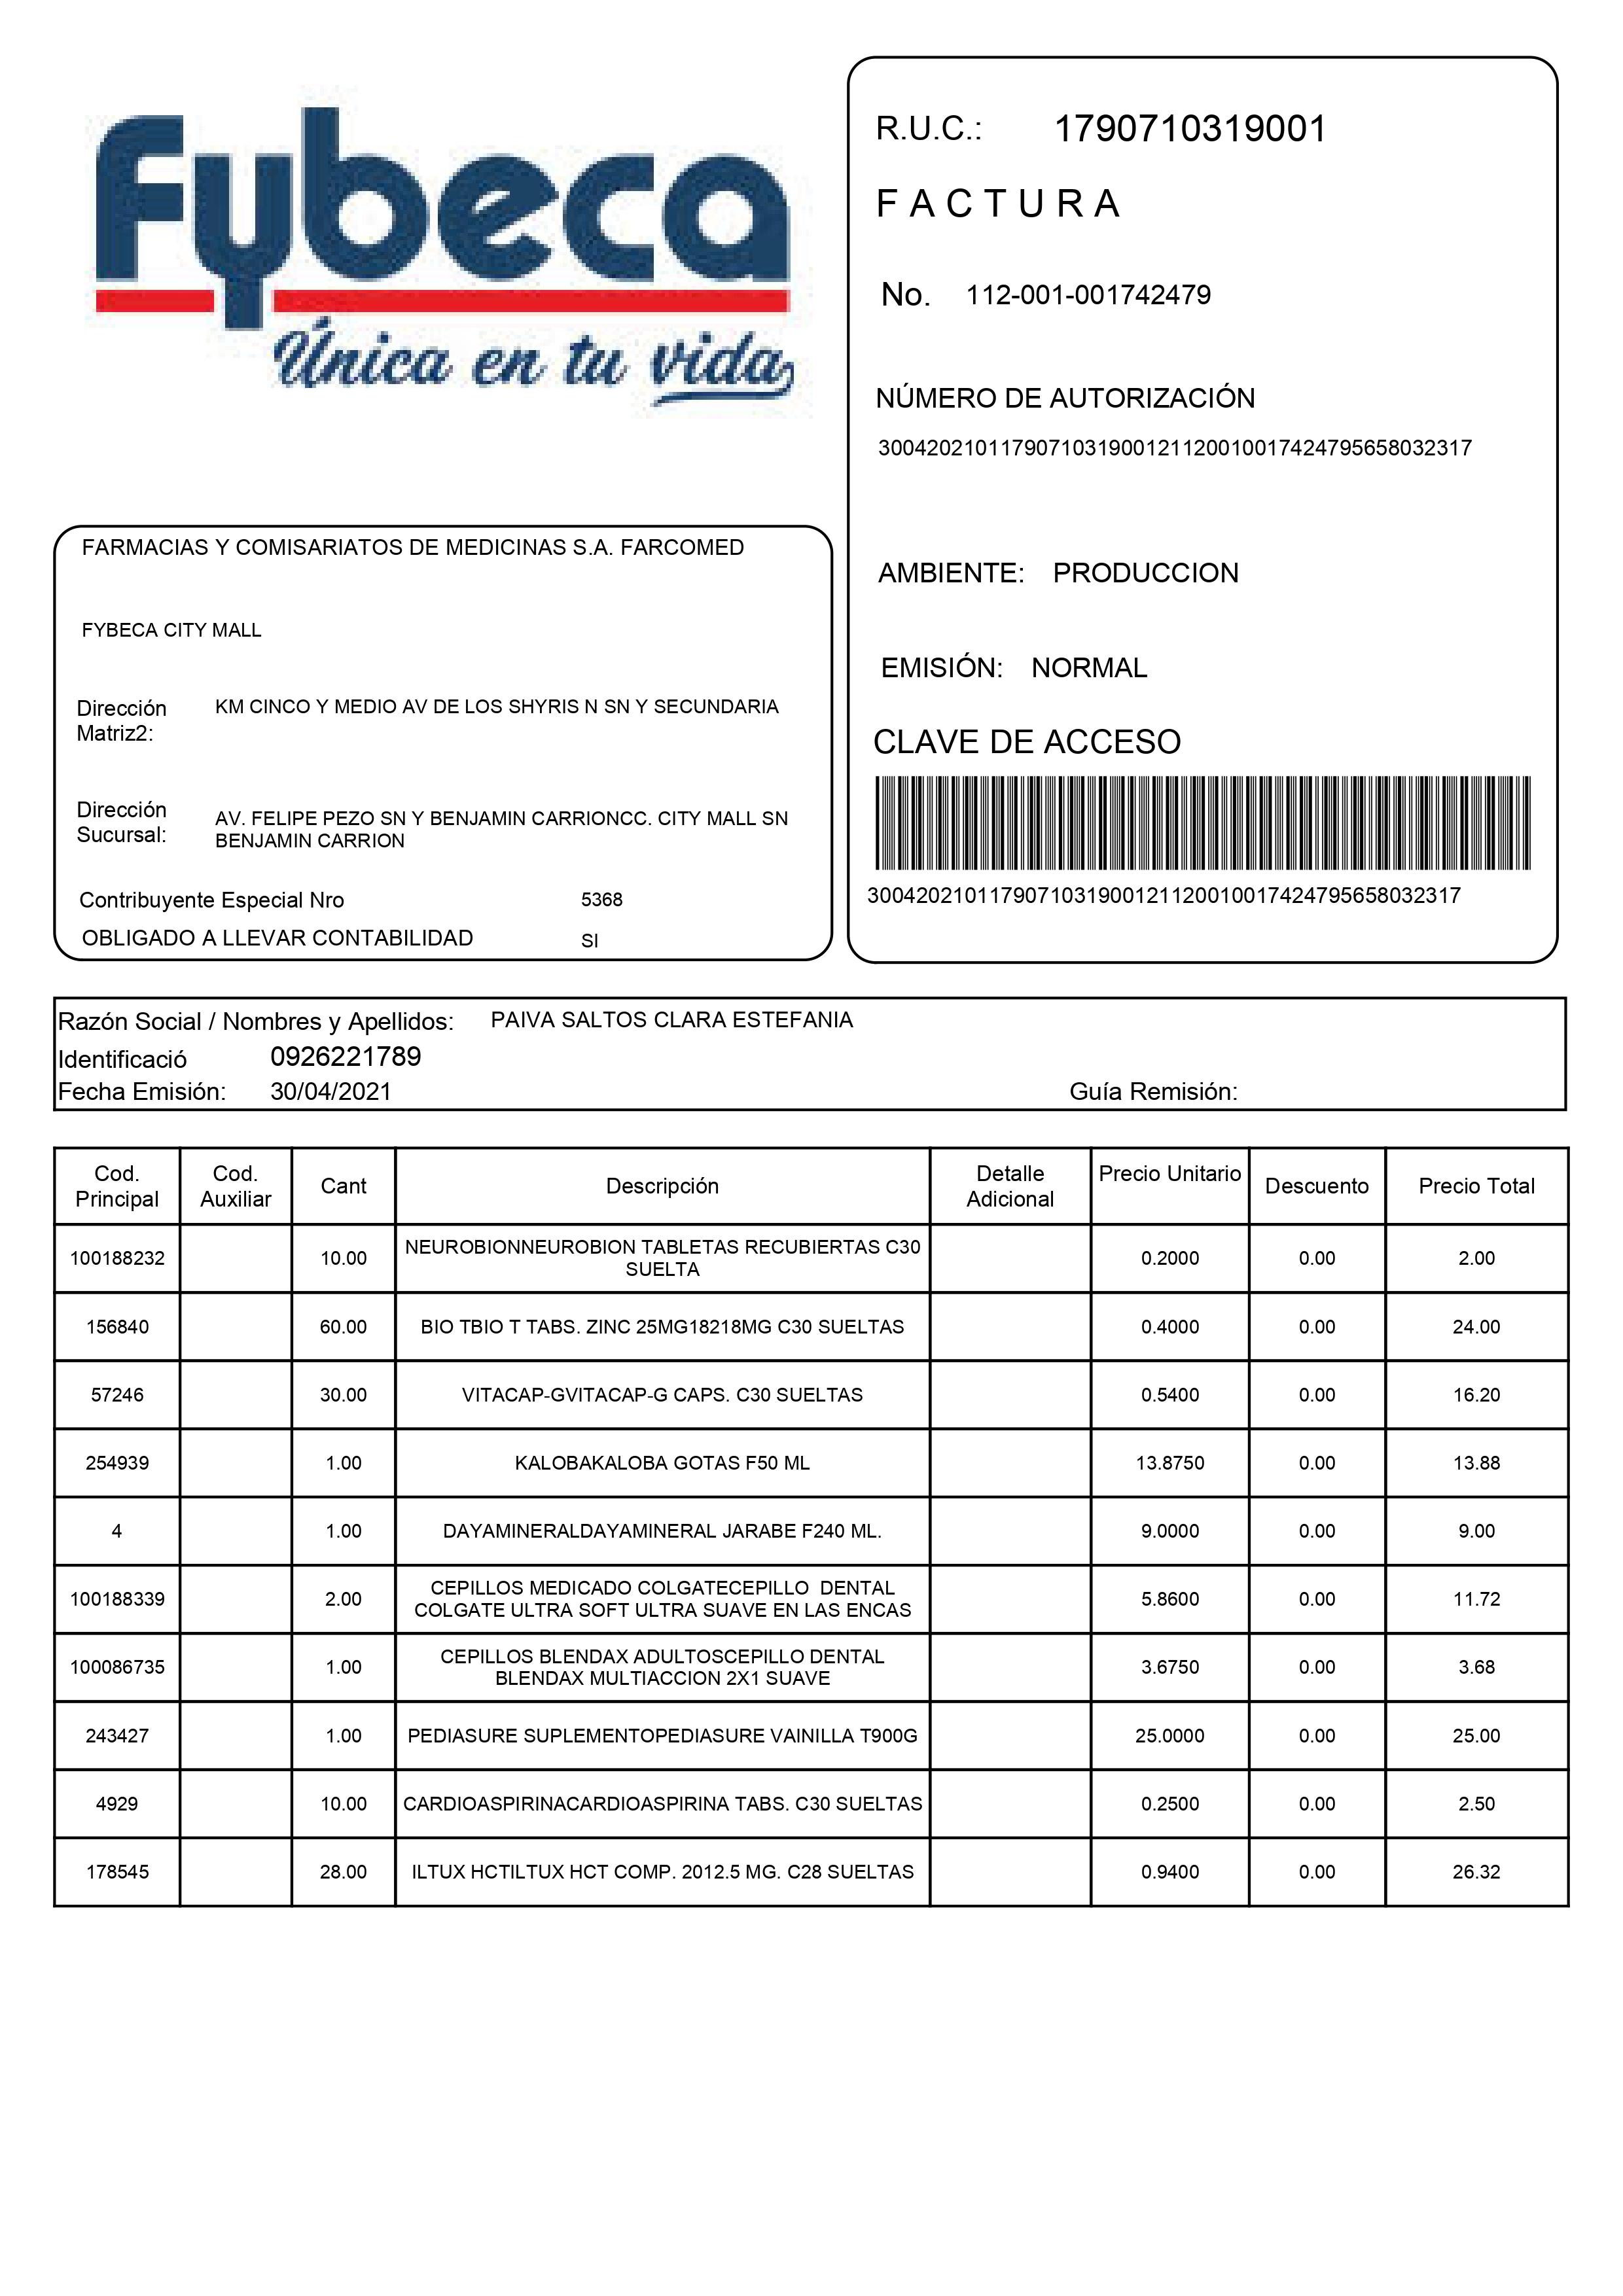 fybeca
Única en tu vida
R.U.C.: 1790710319001
F A C T U R A
No. 112-001-001742479
NÚMERO DE AUTORIZACIÓN
3004202101179071031900121120010017424795658032317
AMBIENTE: PRODUCCION
EMISIÓN: NORMAL
CLAVE DE ACCESO
3004202101179071031900121120010017424795658032317
FARMACIAS Y COMISARIATOS DE MEDICINAS S.A. FARCOMED
FYBECA CITY MALL
Dirección Matriz2: KM CINCO Y MEDIO AV DE LOS SHYRIS N SN Y SECUNDARIA
Dirección Sucursal: AV. FELIPE PEZO SN Y BENJAMIN CARRIONCC. CITY MALL SN
BENJAMIN CARRION
Contribuyente Especial Nro 5368
OBLIGADO A LLEVAR CONTABILIDAD SI
Razón Social / Nombres y Apellidos: PAIVA SALTOS CLARA ESTEFANIA
Identificació 0926221789
Fecha Emisión: 30/04/2021 Guía Remisión:
Cod. Principal Cod. Auxiliar Cant Descripción Detalle Adicional Precio Unitario Descuento Precio Total
100188232 10.00 NEUROBIONNEUROBION TABLETAS RECUBIERTAS C30 SUELTA 0.2000 0.00 2.00
156840 60.00 BIO TBIO T TABS. ZINC 25MG18218MG C30 SUELTAS 0.4000 0.00 24.00
57246 30.00 VITACAP-GVITACAP-G CAPS. C30 SUELTAS 0.5400 0.00 16.20
254939 1.00 KALOBAKALOBA GOTAS F50 ML 13.8750 0.00 13.88
4 1.00 DAYAMINERALDAYAMINERAL JARABE F240 ML. 9.0000 0.00 9.00
100188339 2.00 CEPILLOS MEDICADO COLGATECEPILLO DENTAL COLGATE ULTRA SOFT ULTRA SUAVE EN LAS ENCAS 5.8600 0.00 11.72
100086735 1.00 CEPILLOS BLENDAX ADULTOSCEPILLO DENTAL BLENDAX MULTIACCION 2X1 SUAVE 3.6750 0.00 3.68
243427 1.00 PEDIASURE SUPLEMENTOPEDIASURE VAINILLA T900G 25.0000 0.00 25.00
4929 10.00 CARDIOASPIRINACARDIOASPIRINA TABS. C30 SUELTAS 0.2500 0.00 2.50
178545 28.00 ILTUX HCTILTUX HCT COMP. 2012.5 MG. C28 SUELTAS 0.9400 0.00 26.32